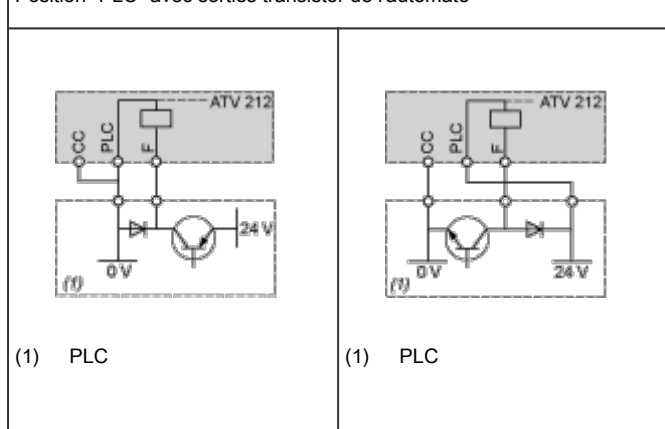 Position "PLC" avec sorties transistor de l'automate
ATV 212
CC
PLC
F
24 V
0 V
(1)
(1) PLC
ATV 212
CC
PLC
F
0 V
24 V
(1)
(1) PLC